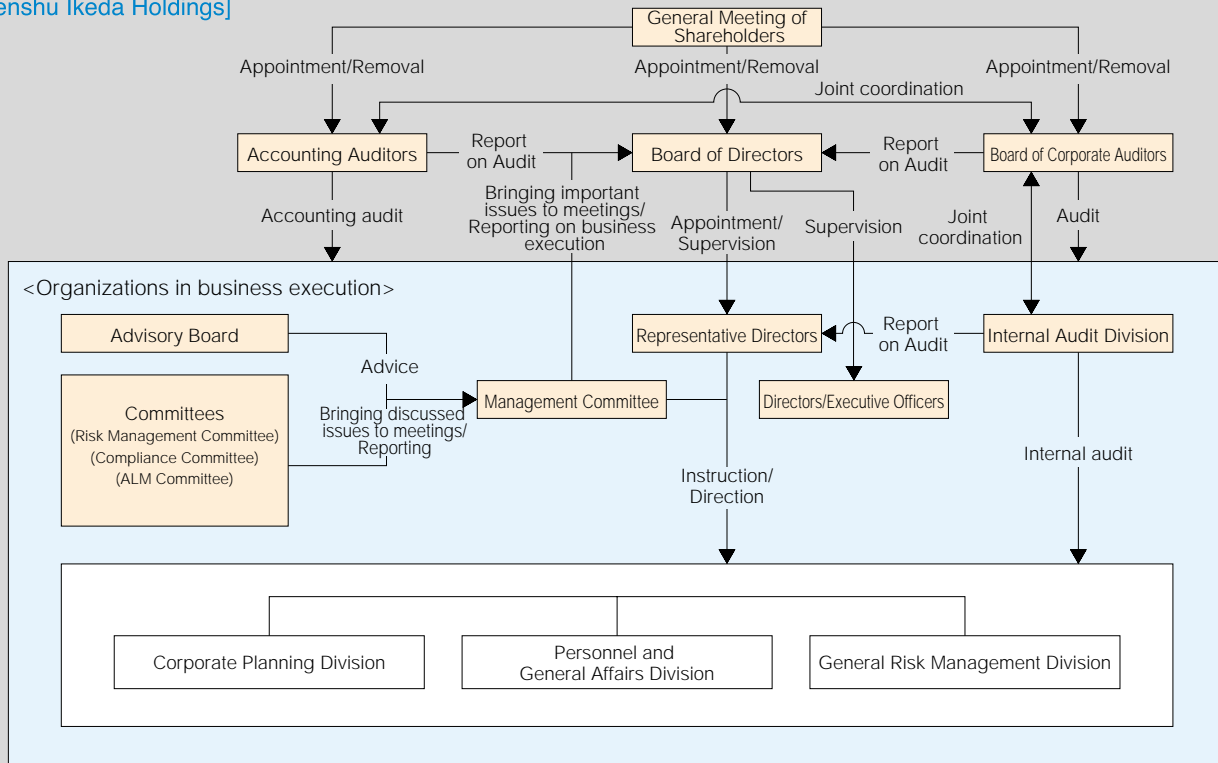 enshu Ikeda Holdings]
General Meeting of
Shareholders
Appointment/Removal
Appointment/Removal
Appointment/Removal
Joint coordination
Accounting Auditors
Report
on Audit
Board of Directors
Report
on Audit
Board of Corporate Auditors
Accounting audit
Bringing important
issues to meetings/
Reporting on business
execution
Appointment/
Supervision
Supervision
Joint
coordination
Audit
<Organizations in business execution>
Advisory Board
Representative Directors
Report
on Audit
Internal Audit Division
Advice
Committees
(Risk Management Committee)
(Compliance Committee)
(ALM Committee)
Bringing discussed
issues to meetings/
Reporting
Management Committee
Directors/Executive Officers
Instruction/
Direction
Internal audit
Corporate Planning Division
Personnel and
General Affairs Division
General Risk Management Division